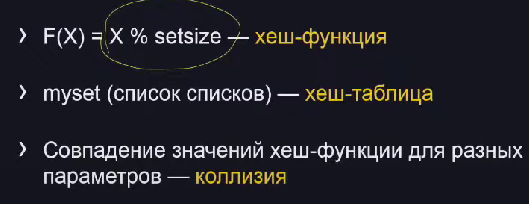 › F(X) = X % setsize — хеш-функция
› myset (список списков) — хеш-таблица
› Совпадение значений хеш-функции для разных
параметров — коллизия